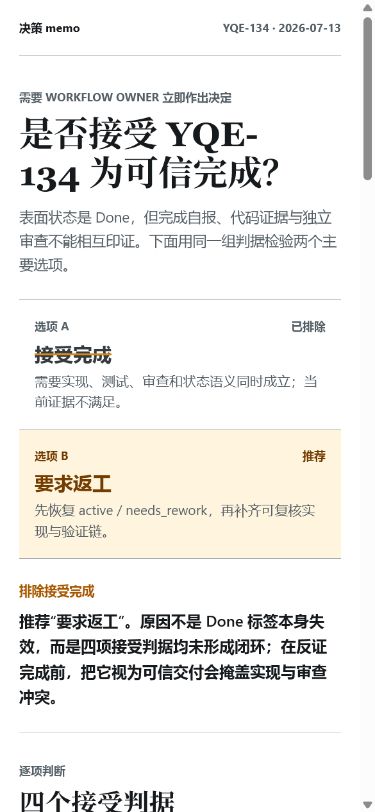 决策 memo
YQE-134 · 2026-07-13
需要 WORKFLOW OWNER 立即作出决定
是否接受 YQE-
134 为可信完成？
表面状态是 Done，但完成自报、代码证据与独立
审查不能相互印证。下面用同一组判据检验两个主
要选项。
选项 A
已排除
接受完成
需要实现、测试、审查和状态语义同时成立；当
前证据不满足。
选项 B
推荐
要求返工
先恢复 active / needs_rework，再补齐可复核实
现与验证链。
排除接受完成
推荐“要求返工”。原因不是 Done 标签本身失
效，而是四项接受判据均未形成闭环；在反证
完成前，把它视为可信交付会掩盖实现与审查
冲突。
逐项判断
四个接受判据